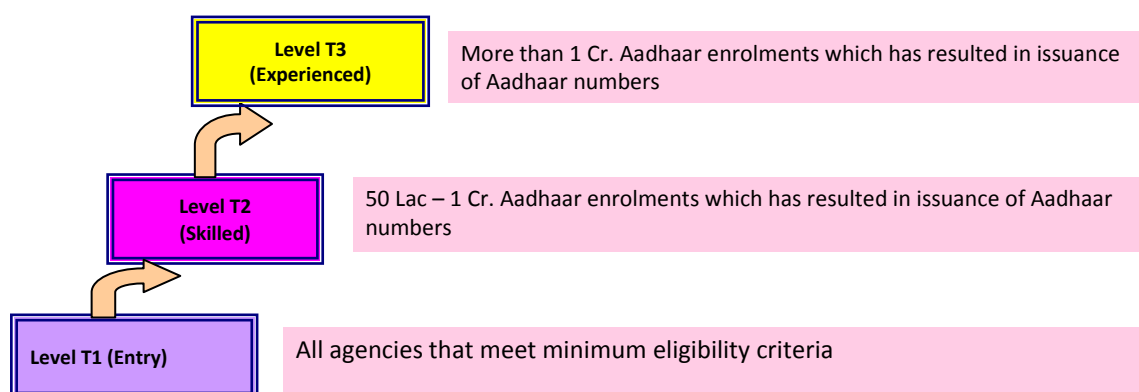 Level T3
(Experienced)
More than 1 Cr. Aadhaar enrolments which has resulted in issuance
of Aadhaar numbers
Level T2
(Skilled)
50 Lac – 1 Cr. Aadhaar enrolments which has resulted in issuance of Aadhaar
numbers
Level T1 (Entry)
All agencies that meet minimum eligibility criteria